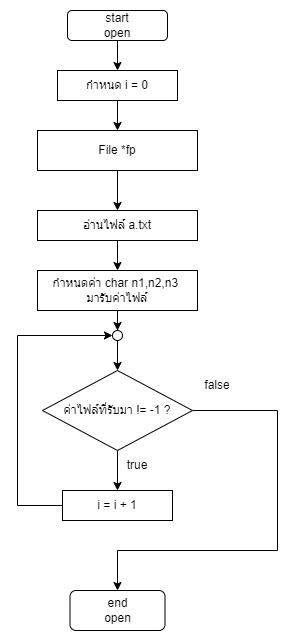 start
open
กำหนด i = 0
File *fp
อ่านไฟล์ a.txt
กำหนดค่า char n1,n2,n3
มารับค่าไฟล์
ค่าไฟล์ที่รับมา != -1 ?
false
true
i = i + 1
end
open